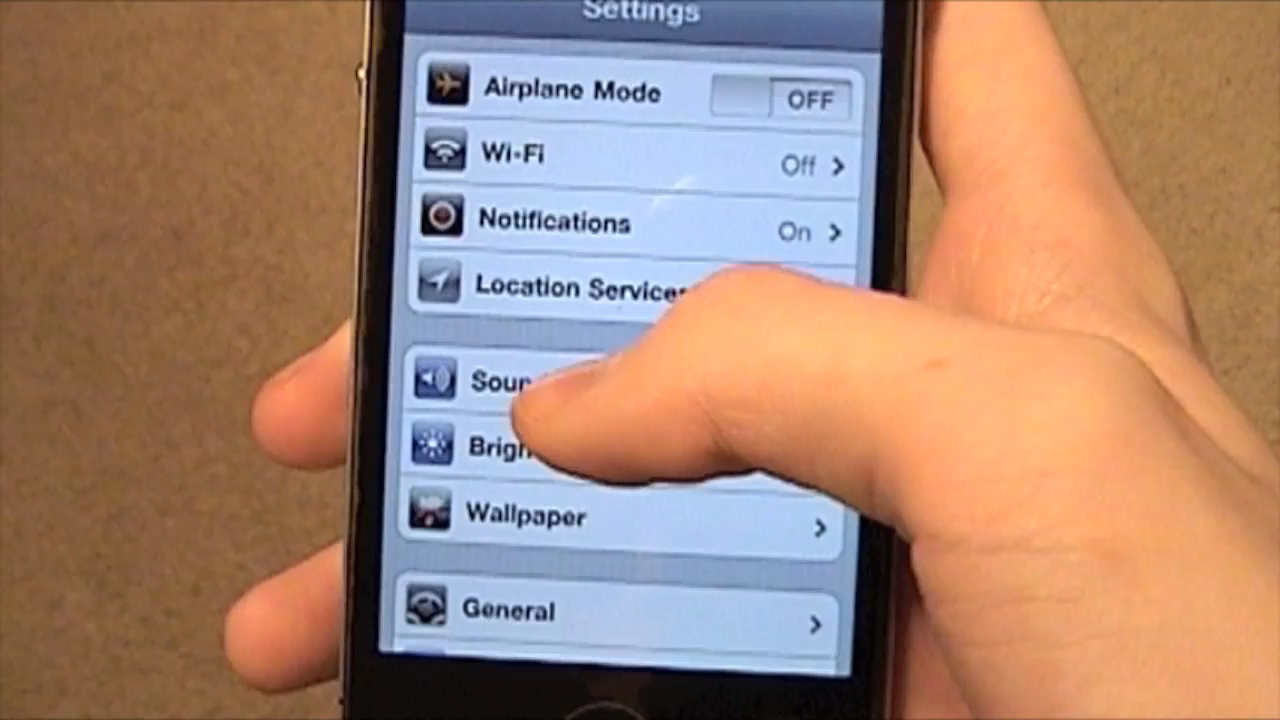 Settings
Airplane Mode OFF
Wi-Fi Off
Notifications On
Location Services
Soun
Brigh
Wallpaper
General